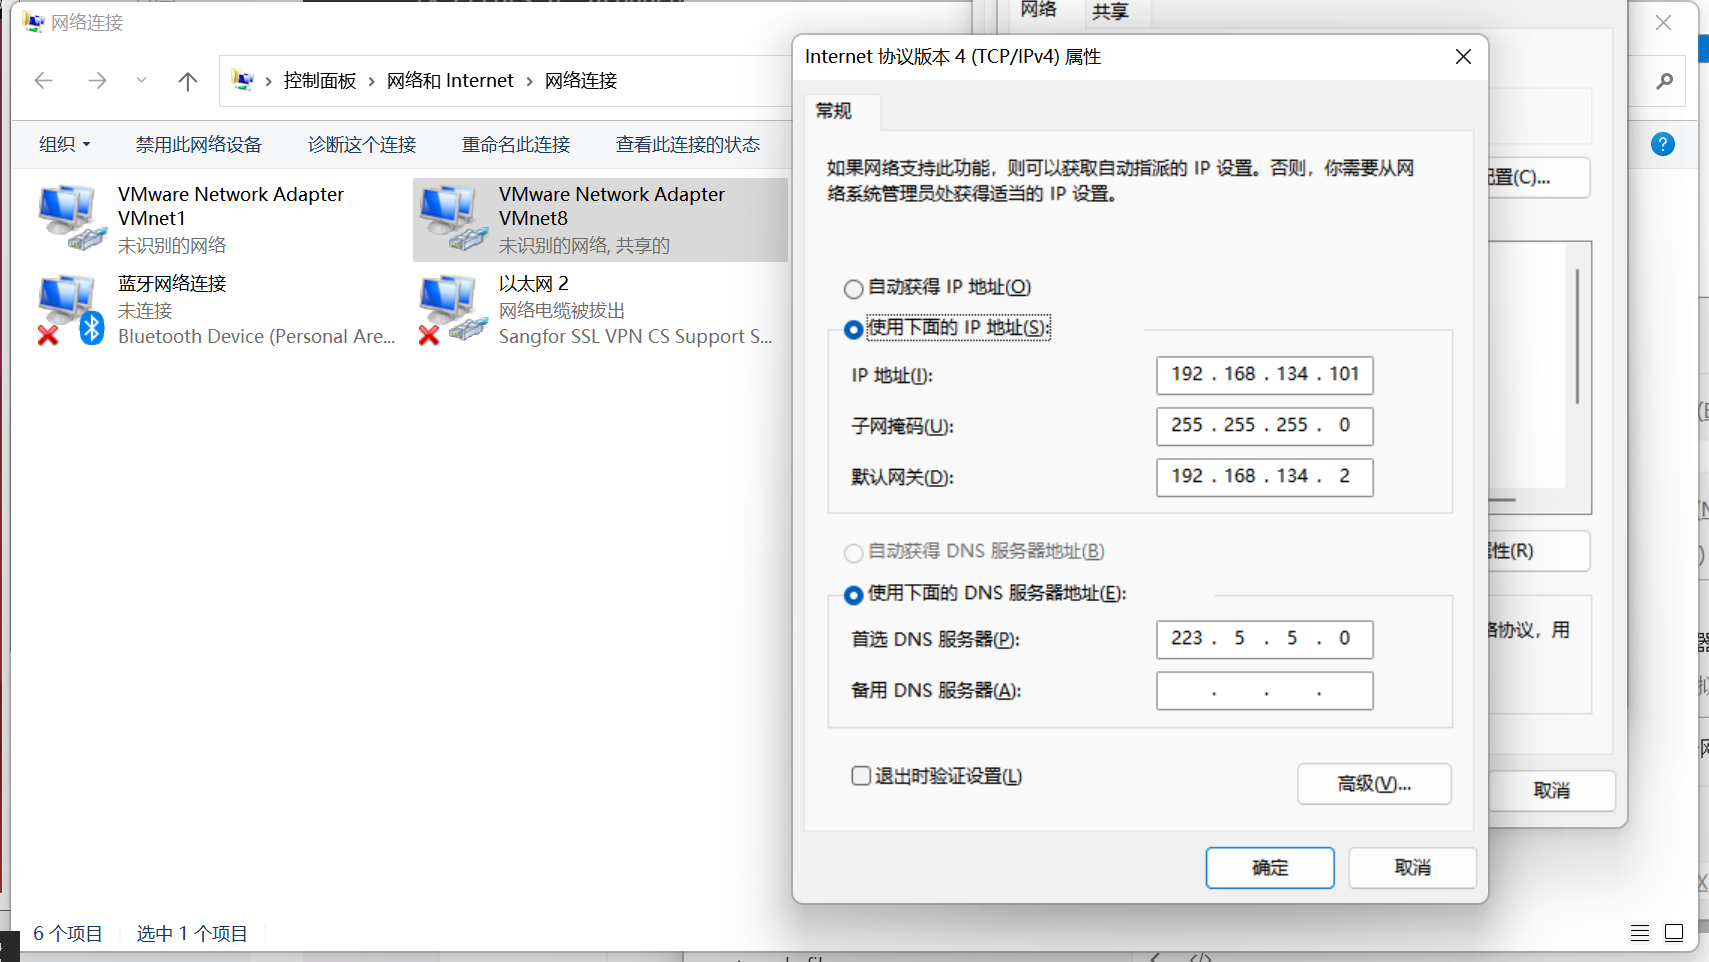 网络连接
控制面板 › 网络和 Internet › 网络连接
组织 禁用此网络设备 诊断这个连接 重命名此连接 查看此连接的状态
VMware Network Adapter
VMnet1
未识别的网络
VMware Network Adapter
VMnet8
未识别的网络, 共享的
蓝牙网络连接
未连接
Bluetooth Device (Personal Are...
以太网 2
网络电缆被拔出
Sangfor SSL VPN CS Support S...
6 个项目 选中 1 个项目
网络 共享
Internet 协议版本 4 (TCP/IPv4) 属性
常规
如果网络支持此功能，则可以获取自动指派的 IP 设置。否则，你需要从网
络系统管理员处获得适当的 IP 设置。
自动获得 IP 地址(O)
使用下面的 IP 地址(S):
IP 地址(I): 192 . 168 . 134 . 101
子网掩码(U): 255 . 255 . 255 . 0
默认网关(D): 192 . 168 . 134 . 2
自动获得 DNS 服务器地址(B)
使用下面的 DNS 服务器地址(E):
首选 DNS 服务器(P): 223 . 5 . 5 . 0
备用 DNS 服务器(A): . . .
退出时验证设置(L)
高级(V)...
确定 取消
置(C)...
性(R)
络协议，用
取消